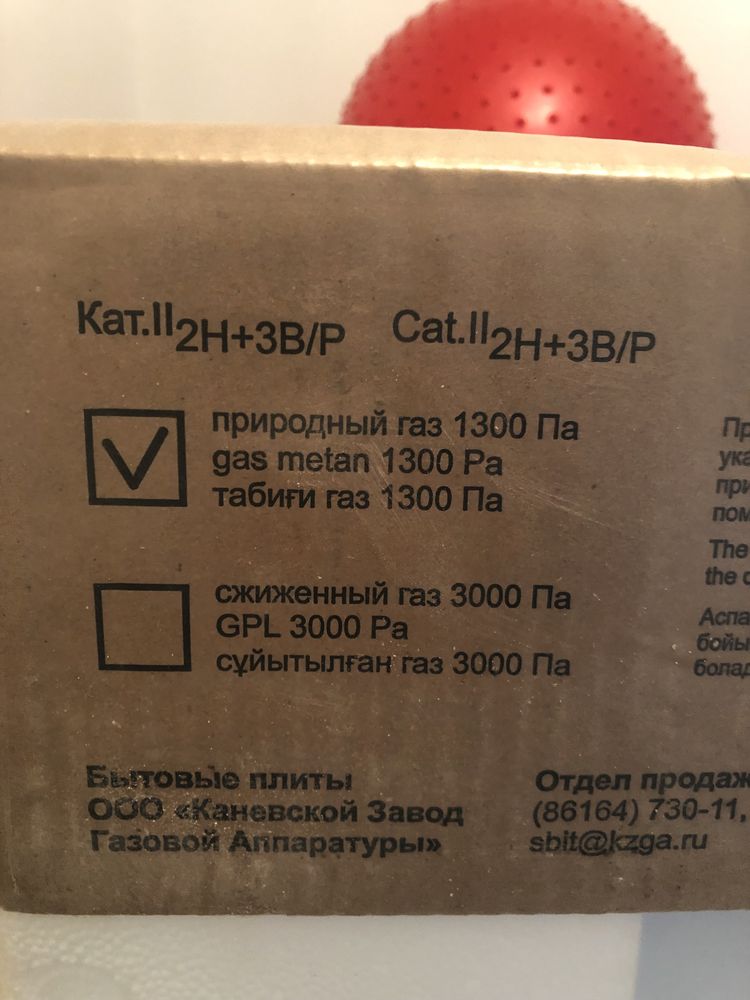 Кат.II2H+3B/P Cat.II2H+3B/P
природный газ 1300 Па
gas metan 1300 Pa
табиғи газ 1300 Па
сжиженный газ 3000 Па
GPL 3000 Pa
сұйытылған газ 3000 Па
The
the
Бытовые плиты
ООО «Каневской Завод
Газовой Аппаратуры»
Отдел продаж
(86164) 730-11,
sbit@kzga.ru